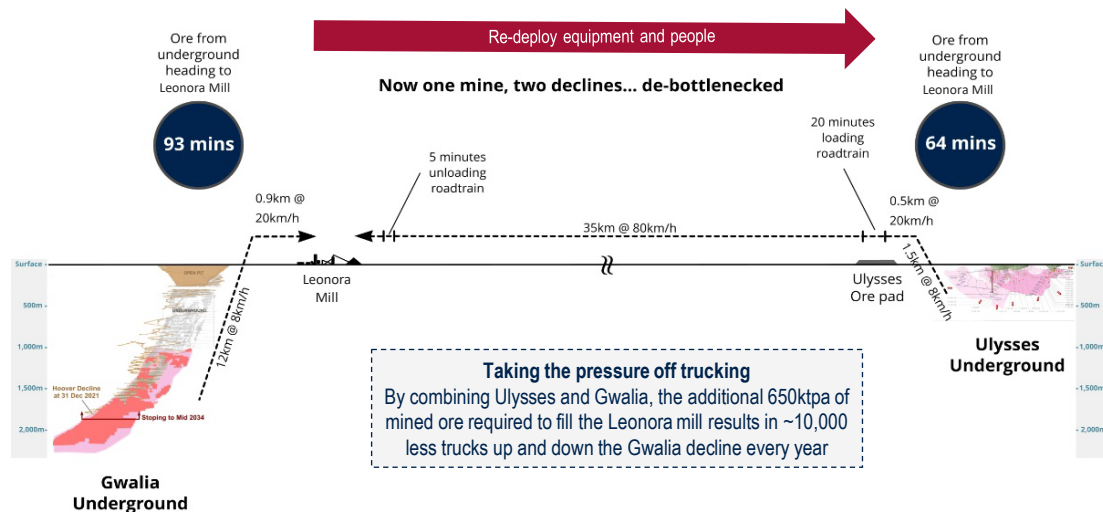 Re-deploy equipment and people
Ore from
underground
heading to
Leonora Mill
93 mins
Now one mine, two declines... de-bottlenecked
Ore from
underground
heading to
Leonora Mill
64 mins
5 minutes
unloading
roadtrain
20 minutes
loading
roadtrain
0.9km @
20km/h
35km @ 80km/h
0.5km @
20km/h
12km @ 8km/h
1.5km @ 8km/h
Surface
500m
1,000m
1,500m
2,000m
OPEN PIT
Hoover Decline
at 31 Dec 2021
Stoping to Mid 2034
Leonora
Mill
Ulysses
Ore pad
Surface
500m
1,000m
1,500m
2,000m
Gwalia
Underground
Ulysses
Underground
Taking the pressure off trucking
By combining Ulysses and Gwalia, the additional 650ktpa of
mined ore required to fill the Leonora mill results in ~10,000
less trucks up and down the Gwalia decline every year